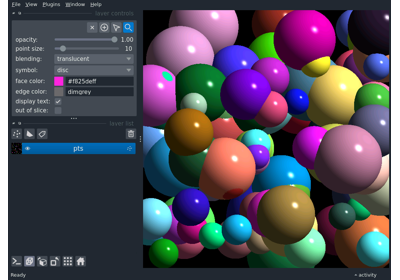 File View Plugins Window Help
layer controls
opacity: 1.00
point size: 10
blending: translucent
symbol: disc
face color: #f825deff
edge color: dimgrey
display text:
out of slice:
layer list
pts
Ready
activity